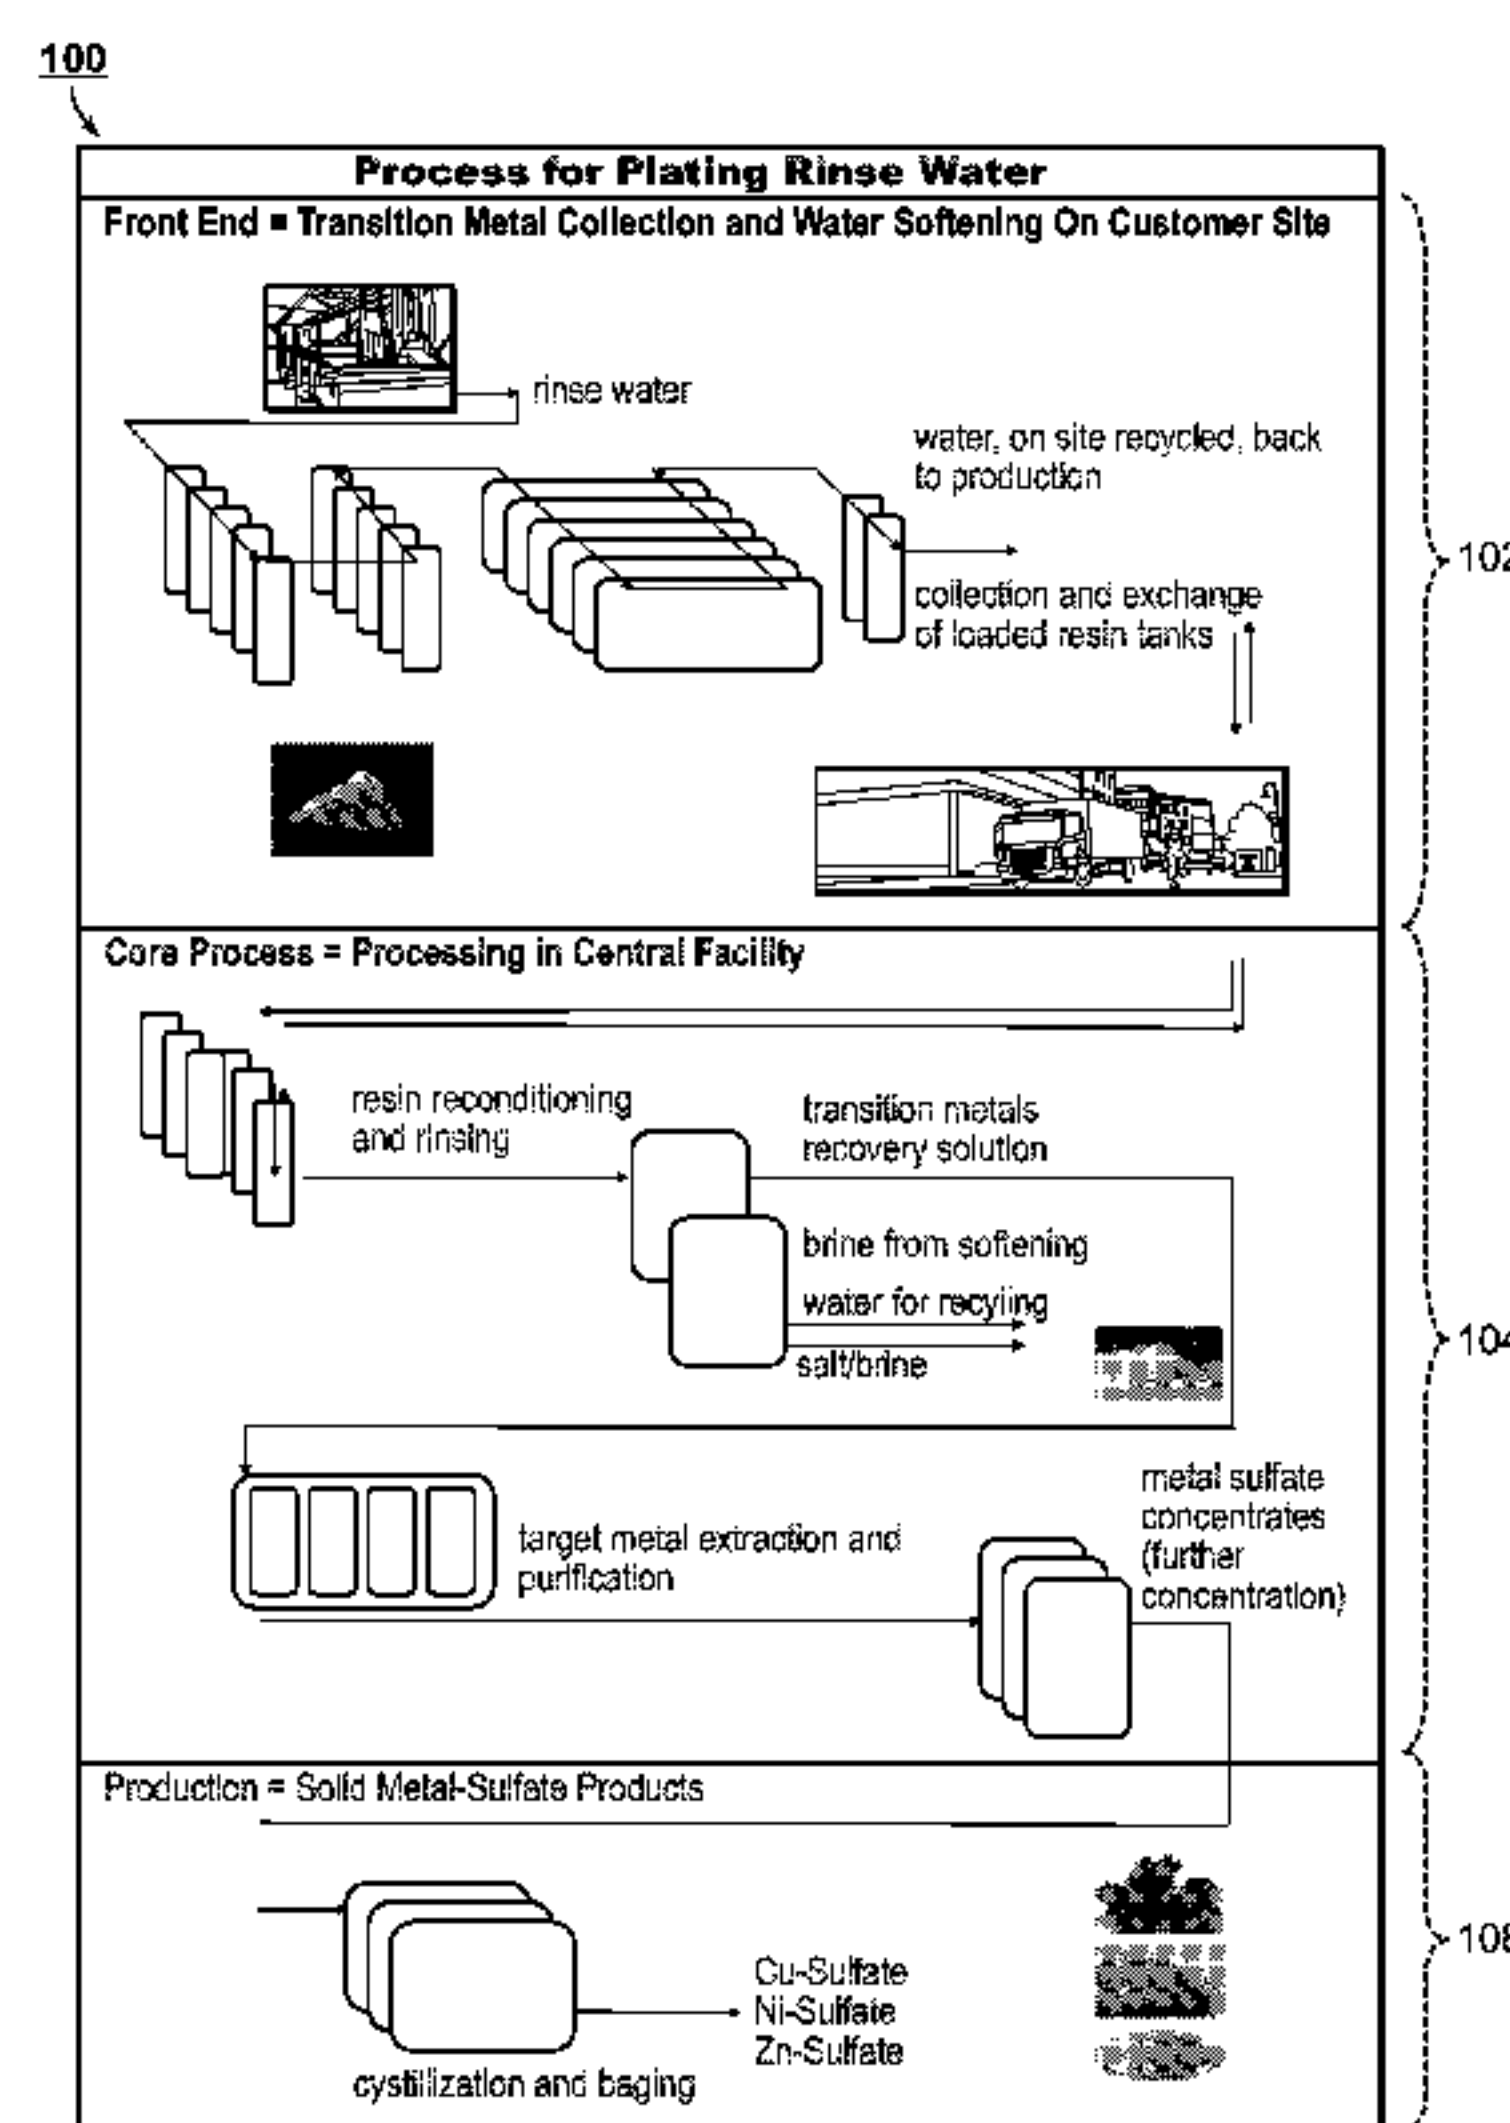 100
Process for Plating Rinse Water
Front End = Transition Metal Collection and Water Softening On Customer Site
rinse water
water, on site recycled, back
to production
102
collection and exchange
of loaded resin tanks
Core Process = Processing in Central Facility
resin reconditioning
and rinsing
transition metals
recovery solution
brine from softening
water for recyling
salt/brine
104
metal sulfate
concentrates
(further
concentration)
target metal extraction and
purification
Production = Solid Metal-Sulfate Products
108
Cu-Sulfate
Ni-Sulfate
Zn-Sulfate
cystillization and baging